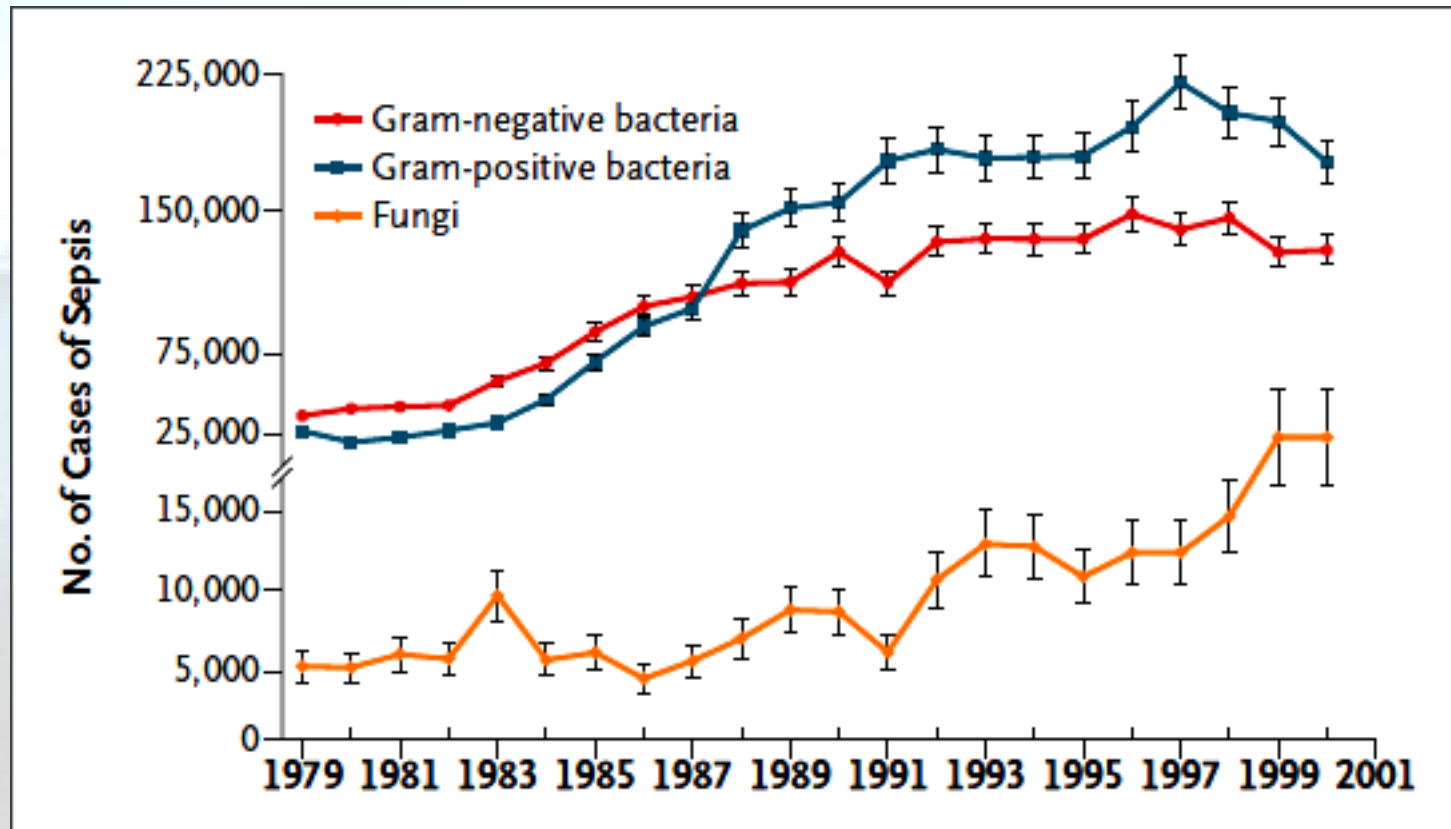 No. of Cases of Sepsis
225,000
150,000
75,000
25,000
15,000
10,000
5,000
0
Gram-negative bacteria
Gram-positive bacteria
Fungi
1979 1981 1983 1985 1987 1989 1991 1993 1995 1997 1999 2001